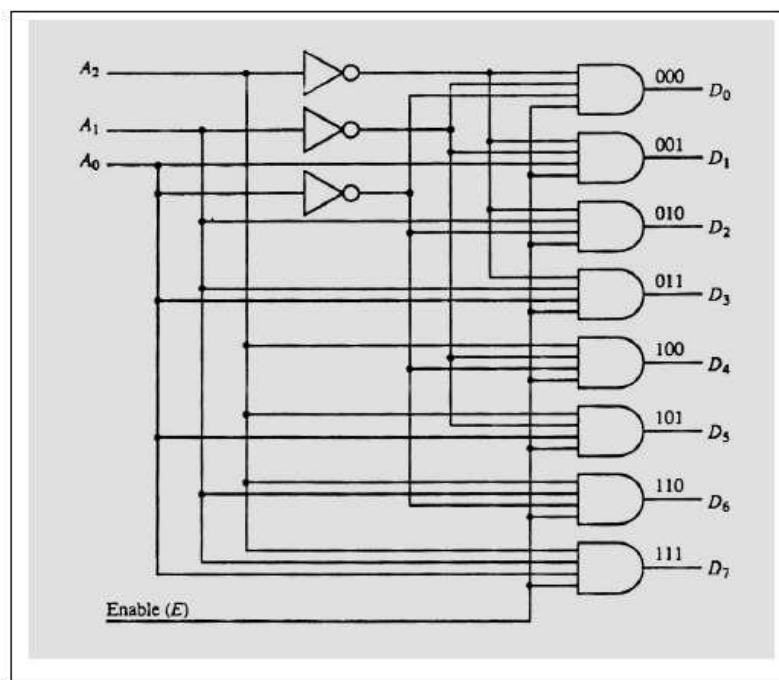 A₂
000
D₀
A₁
001
D₁
A₀
010
D₂
011
D₃
100
D₄
101
D₅
110
D₆
111
D₇
Enable (E)